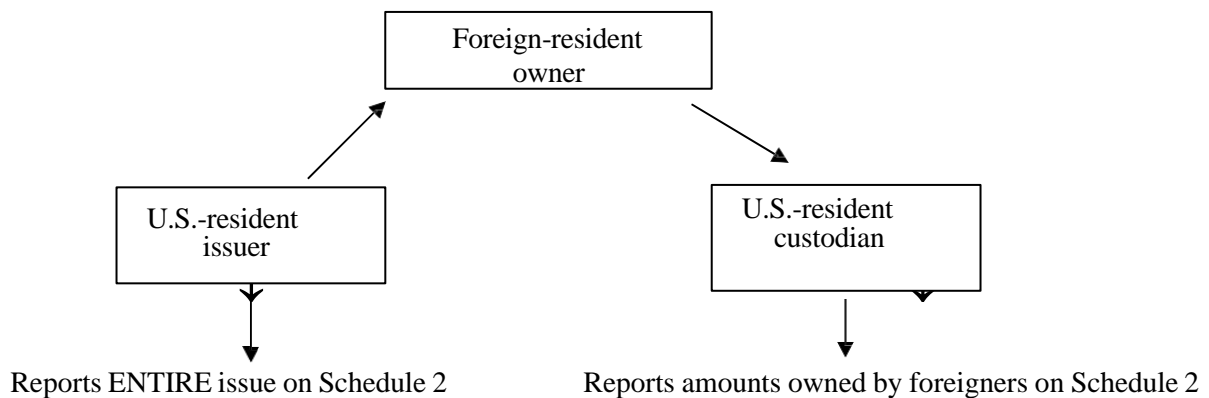 Foreign-resident
owner
U.S.-resident
issuer
U.S.-resident
custodian
Reports ENTIRE issue on Schedule 2
Reports amounts owned by foreigners on Schedule 2